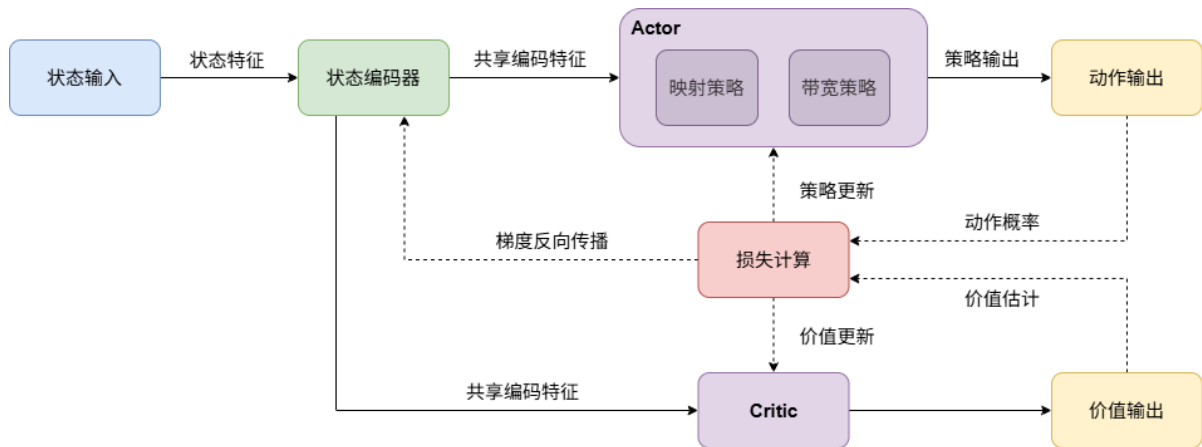 Actor
状态输入
状态特征
状态编码器
共享编码特征
映射策略
带宽策略
策略输出
动作输出
策略更新
动作概率
梯度反向传播
损失计算
价值估计
价值更新
共享编码特征
Critic
价值输出